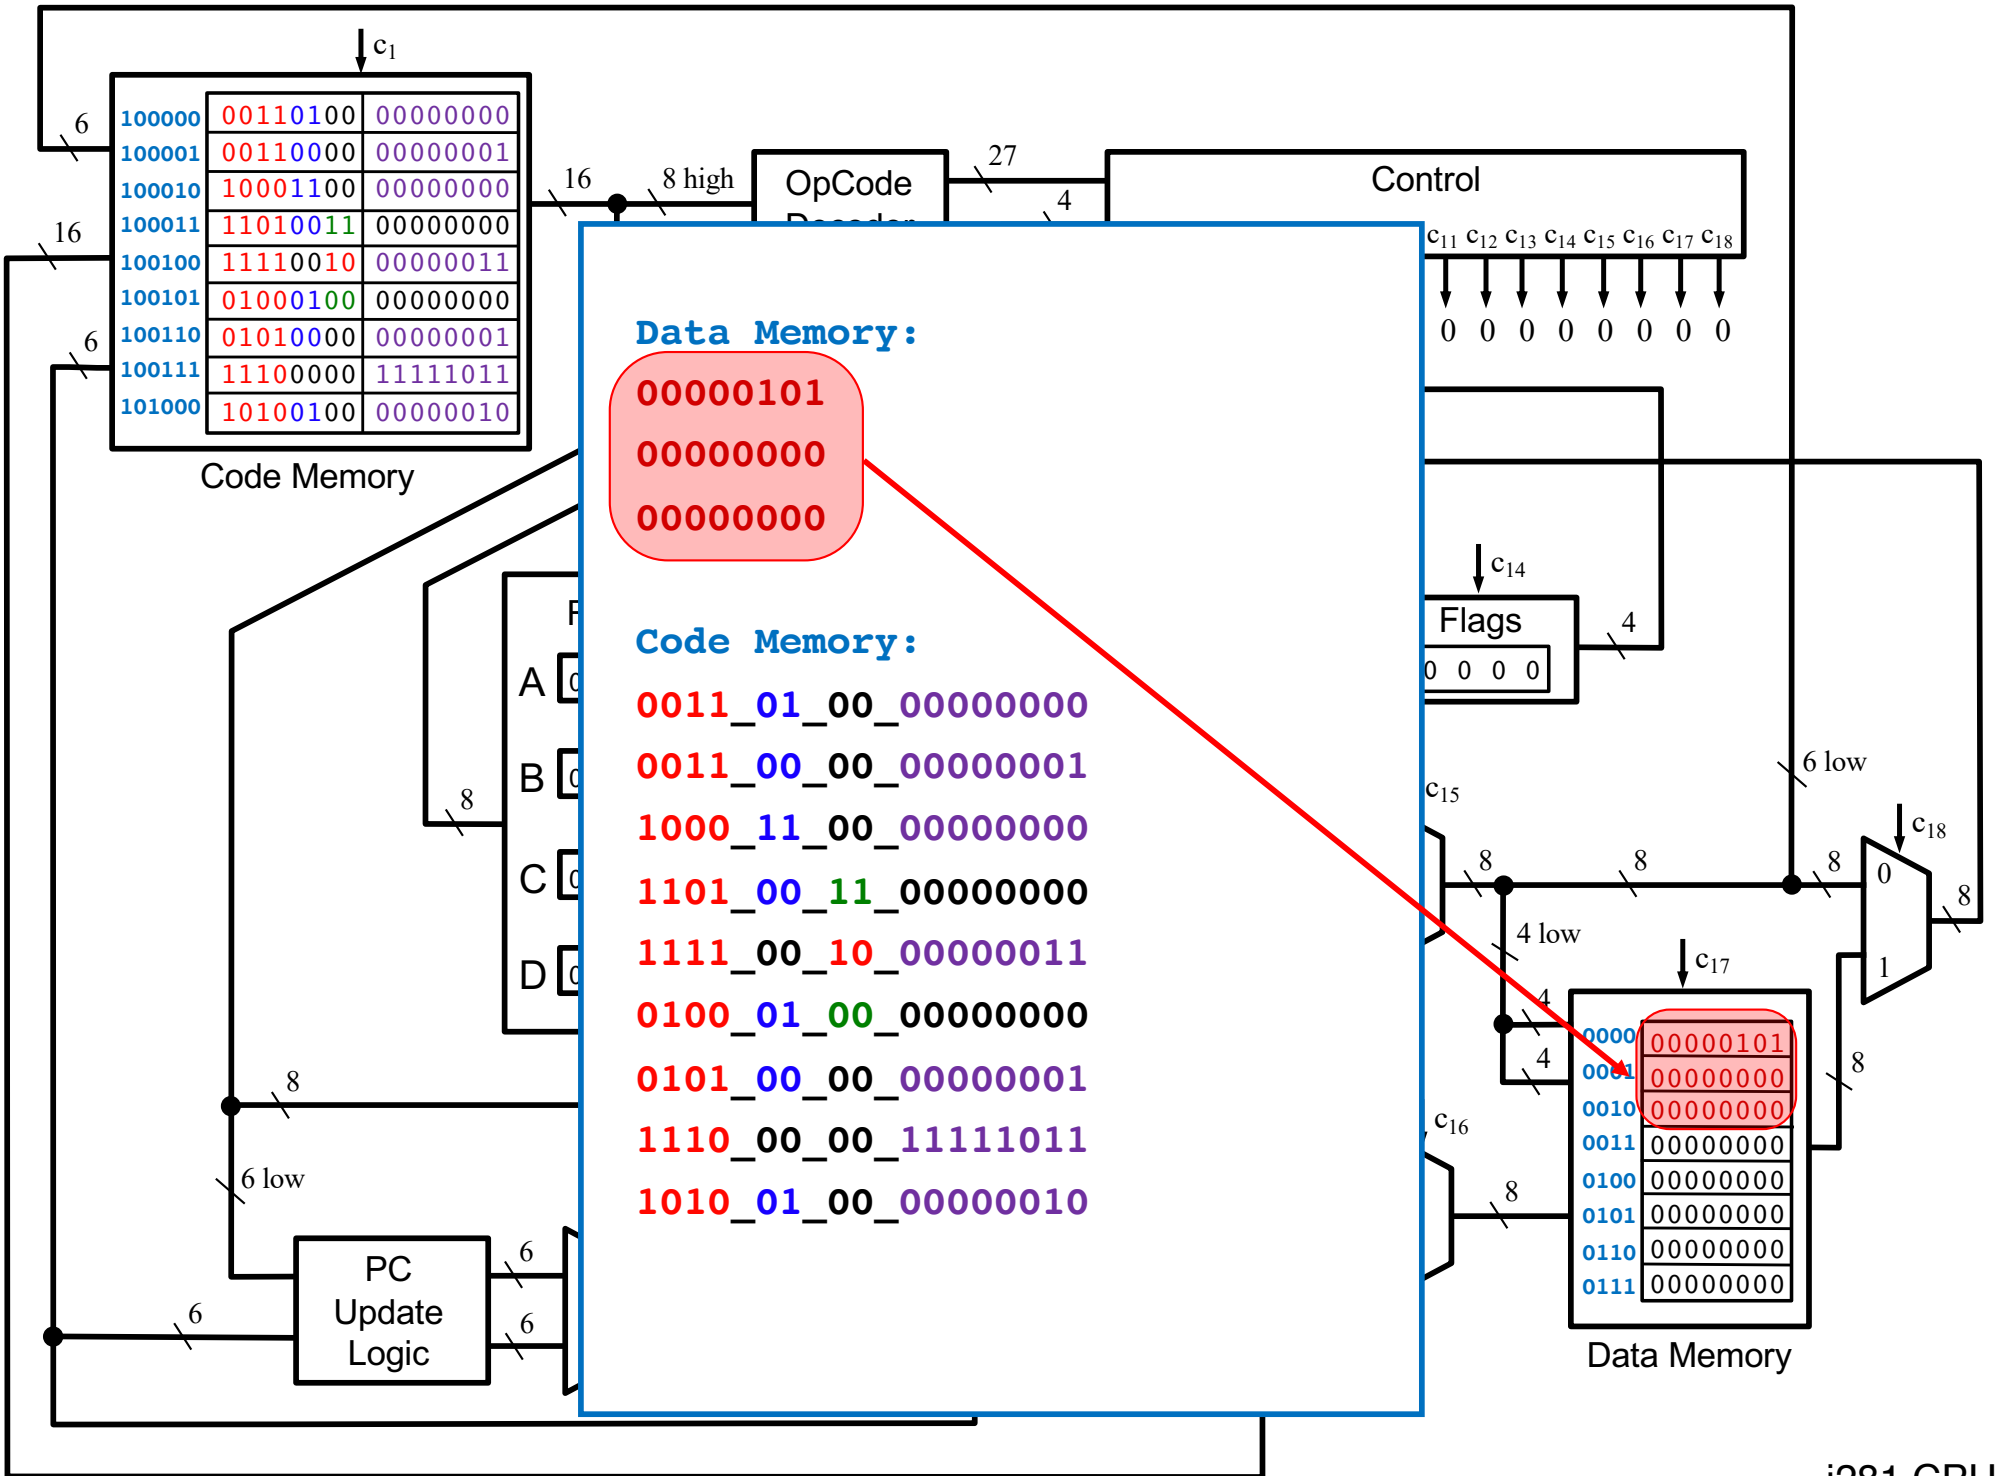 c1
6
100000 00110100 00000000
100001 00110000 00000001
100010 10001100 00000000
100011 11010011 00000000
100100 11110010 00000011
100101 01000100 00000000
100110 01010000 00000001
100111 11100000 11111011
101000 10100100 00000010
16
6
Code Memory
16
8 high
OpCode
Decoder
27
4
Control
c11 c12 c13 c14 c15 c16 c17 c18
0 0 0 0 0 0 0 0
Data Memory:
00000101
00000000
00000000
Code Memory:
0011_01_00_00000000
0011_00_00_00000001
1000_11_00_00000000
1101_00_11_00000000
1111_00_10_00000011
0100_01_00_00000000
0101_00_00_00000001
1110_00_00_11111011
1010_01_00_00000010
A
B
C
D
8
8
6 low
PC
Update
Logic
6
6
6
c14
Flags
0 0 0 0
4
c15
6 low
c18
8
8
8
0
1
8
4 low
c17
4
4
8
c16
8
0000 00000101
0001 00000000
0010 00000000
0011 00000000
0100 00000000
0101 00000000
0110 00000000
0111 00000000
Data Memory
i281 CPU